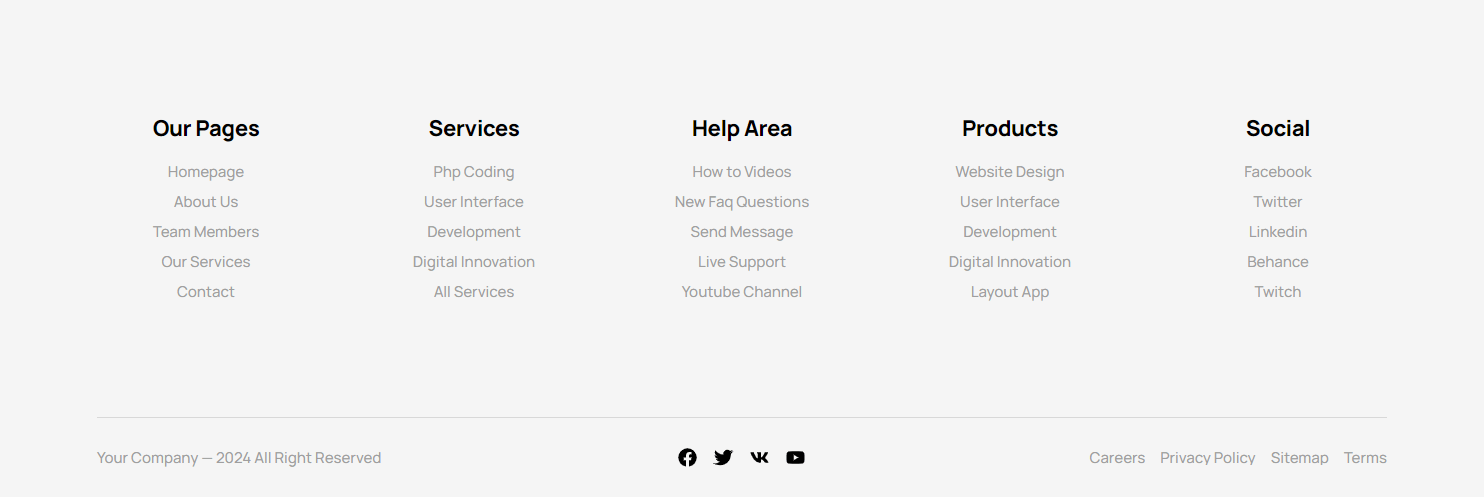 Our Pages
Homepage
About Us
Team Members
Our Services
Contact
Services
Php Coding
User Interface
Development
Digital Innovation
All Services
Help Area
How to Videos
New Faq Questions
Send Message
Live Support
Youtube Channel
Products
Website Design
User Interface
Development
Digital Innovation
Layout App
Social
Facebook
Twitter
Linkedin
Behance
Twitch
Your Company — 2024 All Right Reserved
Careers Privacy Policy Sitemap Terms